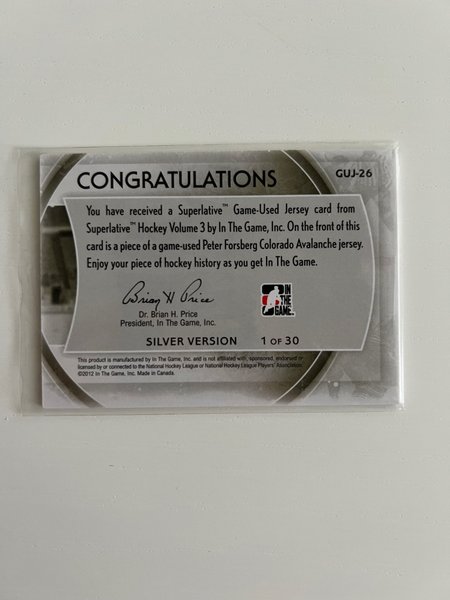 CONGRATULATIONS
GUJ-26
You have received a Superlative™ Game-Used Jersey card from
Superlative™ Hockey Volume 3 by In The Game, Inc. On the front of this
card is a piece of a game-used Peter Forsberg Colorado Avalanche jersey.
Enjoy your piece of hockey history as you get In The Game.
Brian H Price
Dr. Brian H. Price
President, In The Game, Inc.
IN
THE
GAME
SILVER VERSION 1 OF 30
This product is manufactured by In The Game, Inc. and is not affiliated with, sponsored, endorsed or
licensed by or connected to the National Hockey League or National Hockey League Players' Association.
©2012 In The Game, Inc. Made in Canada.